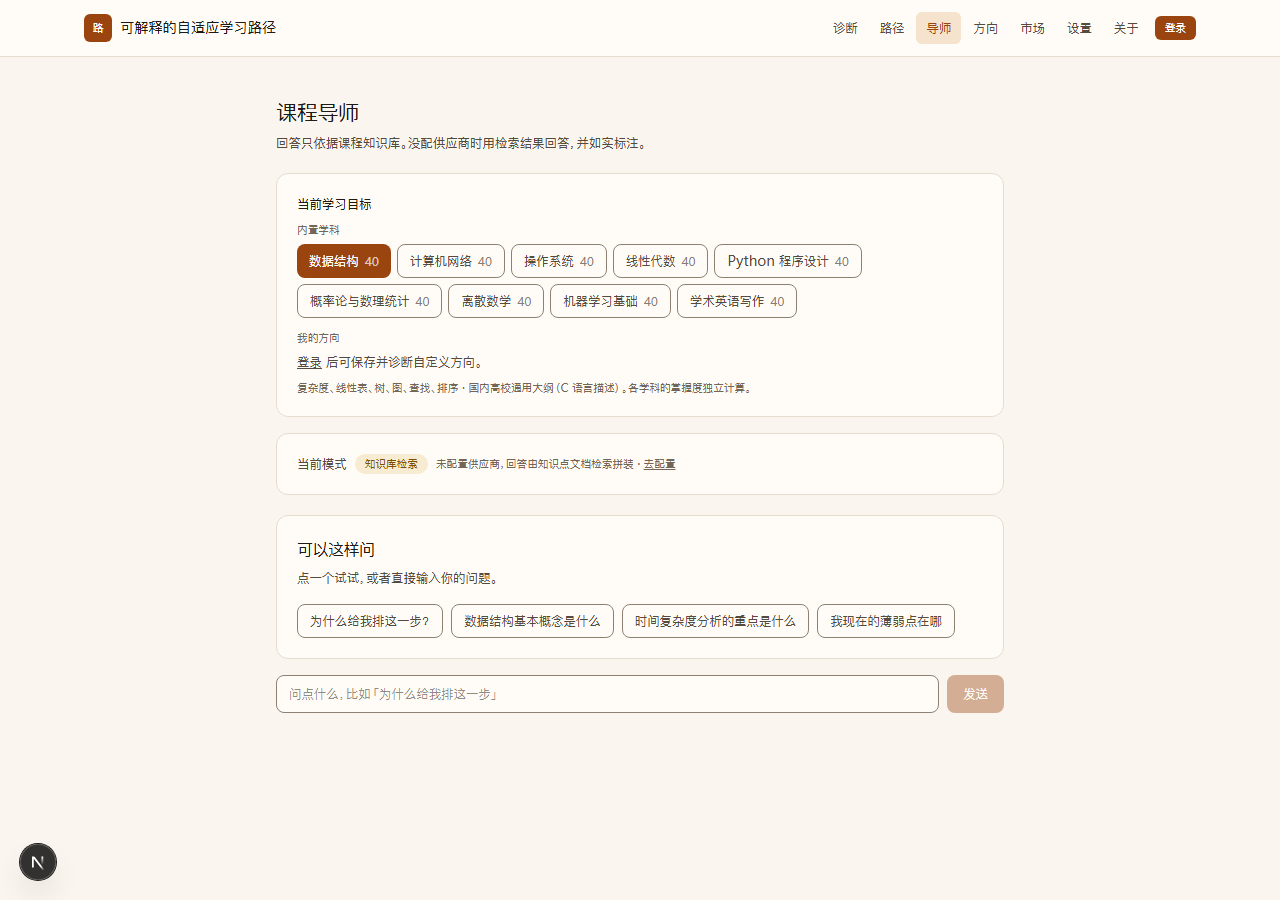 路 可解释的自适应学习路径 诊断 路径 导师 方向 市场 设置 关于 登录
课程导师
回答只依据课程知识库。没配供应商时用检索结果回答, 并如实标注。
当前学习目标
内置学科
数据结构 40 计算机网络 40 操作系统 40 线性代数 40 Python 程序设计 40
概率论与数理统计 40 离散数学 40 机器学习基础 40 学术英语写作 40
我的方向
登录 后可保存并诊断自定义方向。
复杂度、线性表、树、图、查找、排序 · 国内高校通用大纲 (C 语言描述) 。各学科的掌握度独立计算。
当前模式 知识库检索 未配置供应商, 回答由知识点文档检索拼装 · 去配置
可以这样问
点一个试试, 或者直接输入你的问题。
为什么给我排这一步? 数据结构基本概念是什么 时间复杂度分析的重点是什么 我现在的薄弱点在哪
问点什么, 比如「为什么给我排这一步」 发送
N